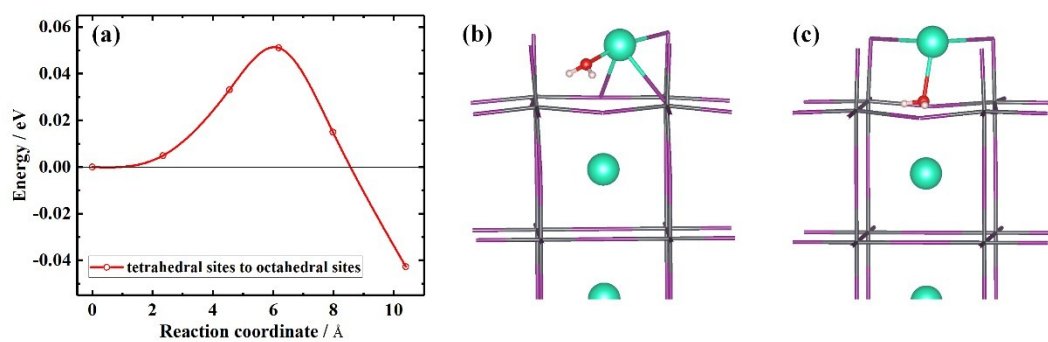 (a)
(b)
(c)
Energy / eV
0.06
0.04
0.02
0.00
-0.02
-0.04
tetrahedral sites to octahedral sites
0
2
4
6
8
10
Reaction coordinate / Å